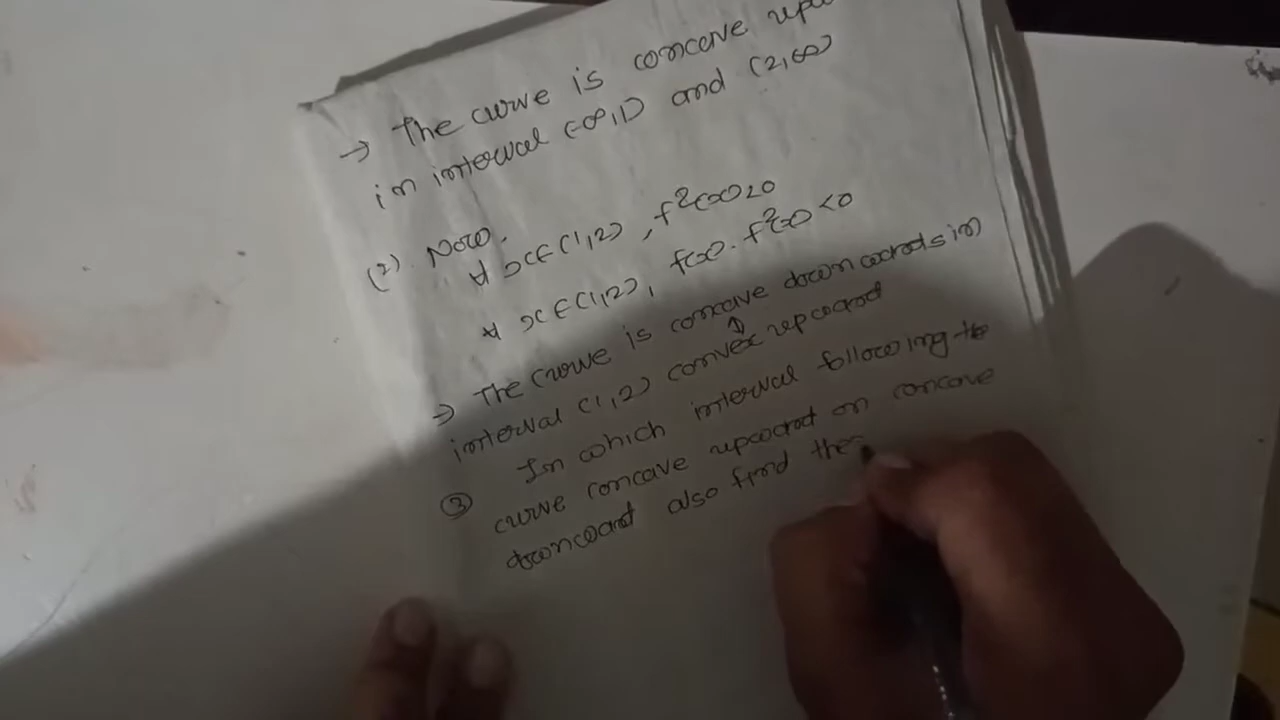 → The curve is concave
in interval (-∞,1) and (2,∞)
(2) Now.
∀ x∈(1,2), f²(x)<0
∀ x∈(1,2), f(x).f²(x)<0
⇒ The curve is concave downwards in
interval (1,2) convex upward
③ In which interval following the
curve concave upward on concave
downward also find the